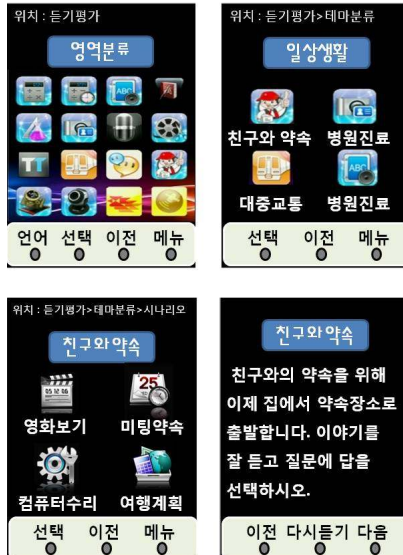 위치 : 듣기평가
영역분류
언어 선택 이전 메뉴
위치 : 듣기평가>테마분류
일상생활
친구와 약속 병원진료
대중교통 병원진료
선택 이전 메뉴
위치 : 듣기평가>테마분류>시나리오
친구와약속
25
영화보기 미팅약속
컴퓨터수리 여행계획
선택 이전 메뉴
친구와약속
친구와의 약속을 위해
이제 집에서 약속장소로
출발합니다. 이야기를
잘 듣고 질문에 답을
선택하시오.
이전 다시듣기 다음